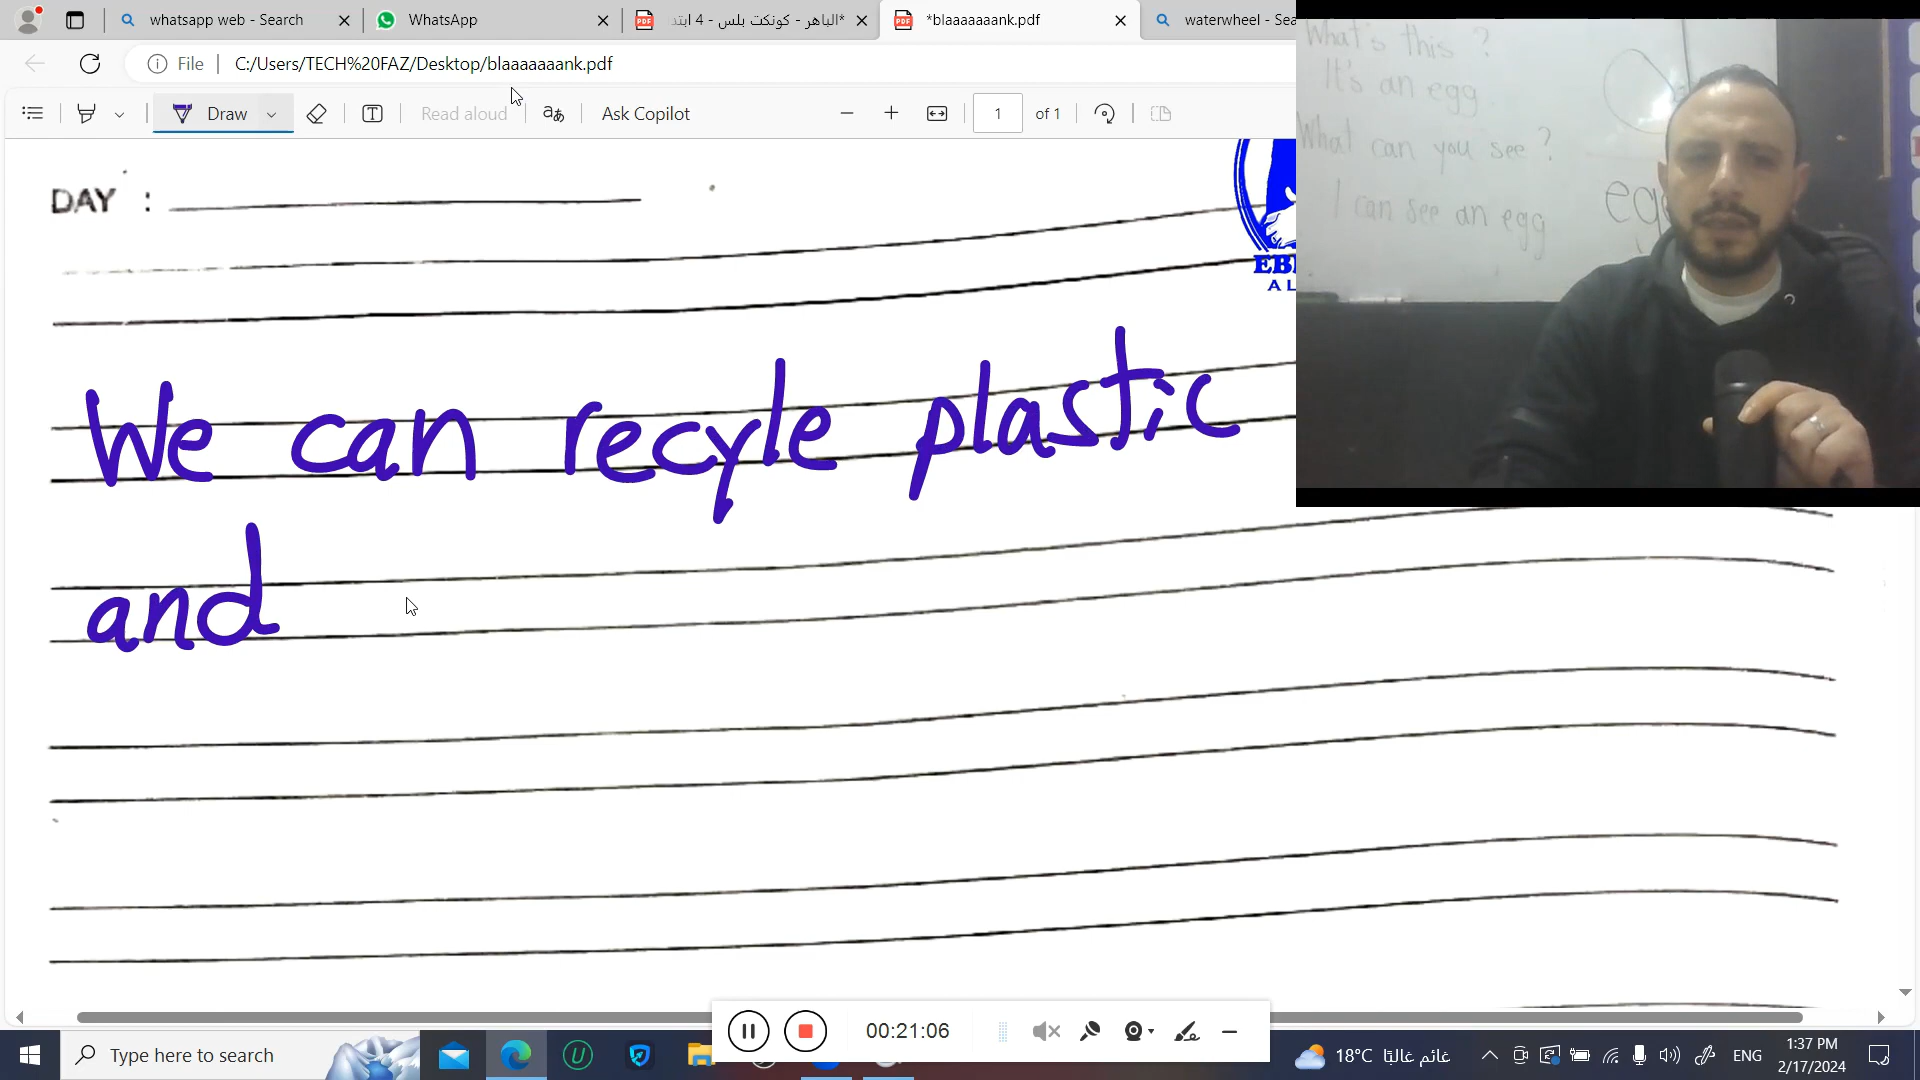 whatsapp web - Search
WhatsApp
*الباهر - كونكت بلس - 4 ابتد
*blaaaaaaank.pdf
waterwheel - Sea
File
C:/Users/TECH%20FAZ/Desktop/blaaaaaaank.pdf
Draw
Read aloud
Ask Copilot
1
of 1
What's this ?
It's an egg
What can you see ?
I can see an egg
DAY :
EB
AL
We can recyle plastic
and
00:21:06
Type here to search
18°C
غائم غالبًا
ENG
1:37 PM
2/17/2024